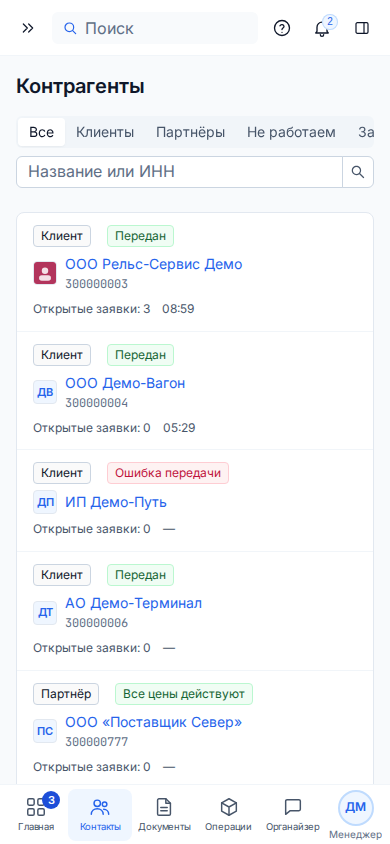 Поиск
2
Контрагенты
Все Клиенты Партнёры Не работаем За
Название или ИНН
Клиент Передан
ООО Рельс-Сервис Демо
300000003
Открытые заявки: 3 08:59
Клиент Передан
ДВ ООО Демо-Вагон
300000004
Открытые заявки: 0 05:29
Клиент Ошибка передачи
ДП ИП Демо-Путь
Открытые заявки: 0 —
Клиент Передан
ДТ АО Демо-Терминал
300000006
Открытые заявки: 0 —
Партнёр Все цены действуют
ПС ООО «Поставщик Север»
300000777
Открытые заявки: 0 —
3 ДМ
Главная Контакты Документы Операции Органайзер Менеджер